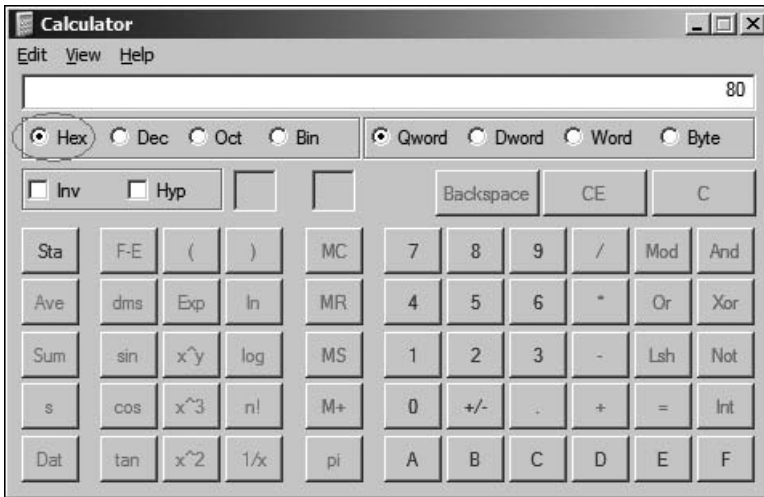 Calculator
Edit View Help
80
Hex Dec Oct Bin Qword Dword Word Byte
Inv Hyp Backspace CE C
Sta F-E ( ) MC 7 8 9 / Mod And
Ave dms Exp ln MR 4 5 6 * Or Xor
Sum sin x^y log MS 1 2 3 - Lsh Not
s cos x^3 n! M+ 0 +/- . + = Int
Dat tan x^2 1/x pi A B C D E F